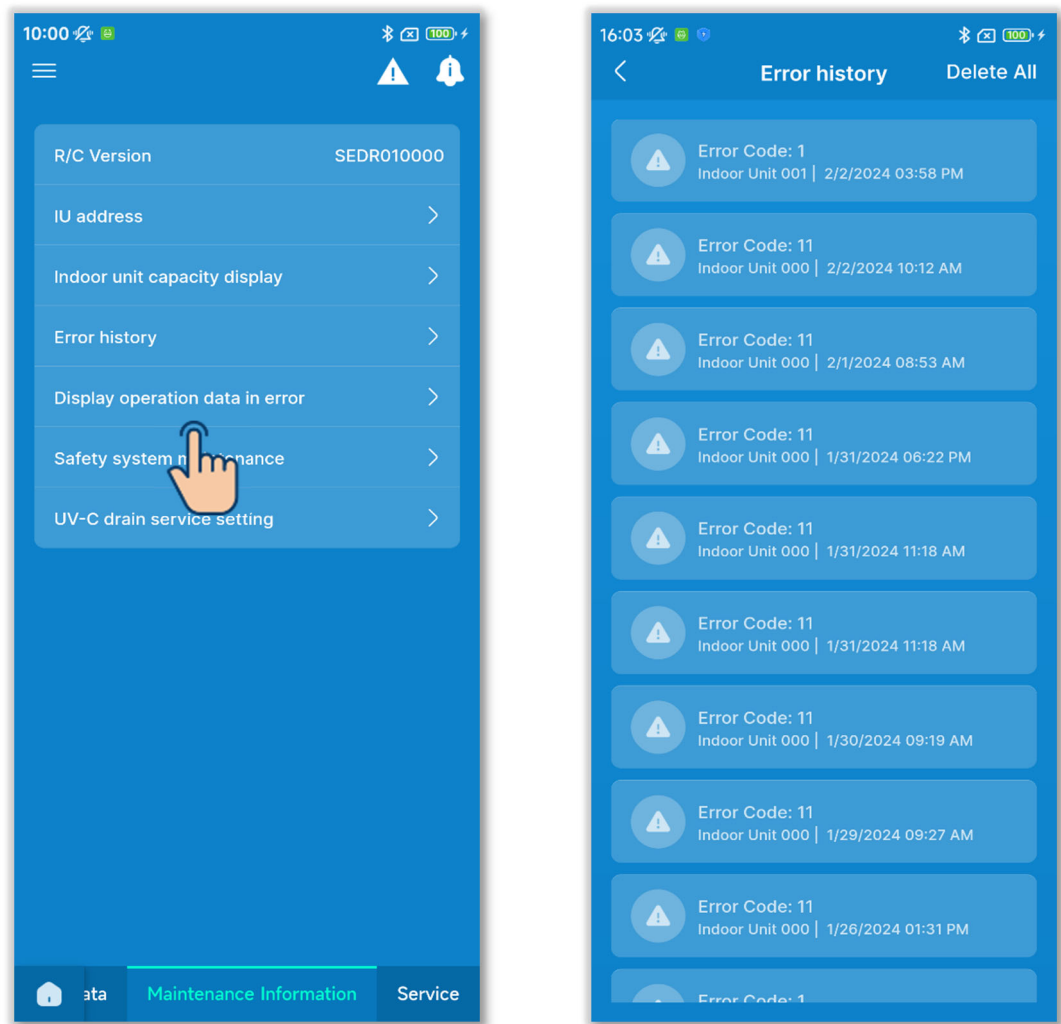 10:00
100
R/C Version SEDR010000
IU address
Indoor unit capacity display
Error history
Display operation data in error
Safety system m nance
UV-C drain service setting
ata Maintenance Information Service
16:03
100
Error history Delete All
Error Code: 1
Indoor Unit 001 | 2/2/2024 03:58 PM
Error Code: 11
Indoor Unit 000 | 2/2/2024 10:12 AM
Error Code: 11
Indoor Unit 000 | 2/1/2024 08:53 AM
Error Code: 11
Indoor Unit 000 | 1/31/2024 06:22 PM
Error Code: 11
Indoor Unit 000 | 1/31/2024 11:18 AM
Error Code: 11
Indoor Unit 000 | 1/31/2024 11:18 AM
Error Code: 11
Indoor Unit 000 | 1/30/2024 09:19 AM
Error Code: 11
Indoor Unit 000 | 1/29/2024 09:27 AM
Error Code: 11
Indoor Unit 000 | 1/26/2024 01:31 PM
Error Code: 1